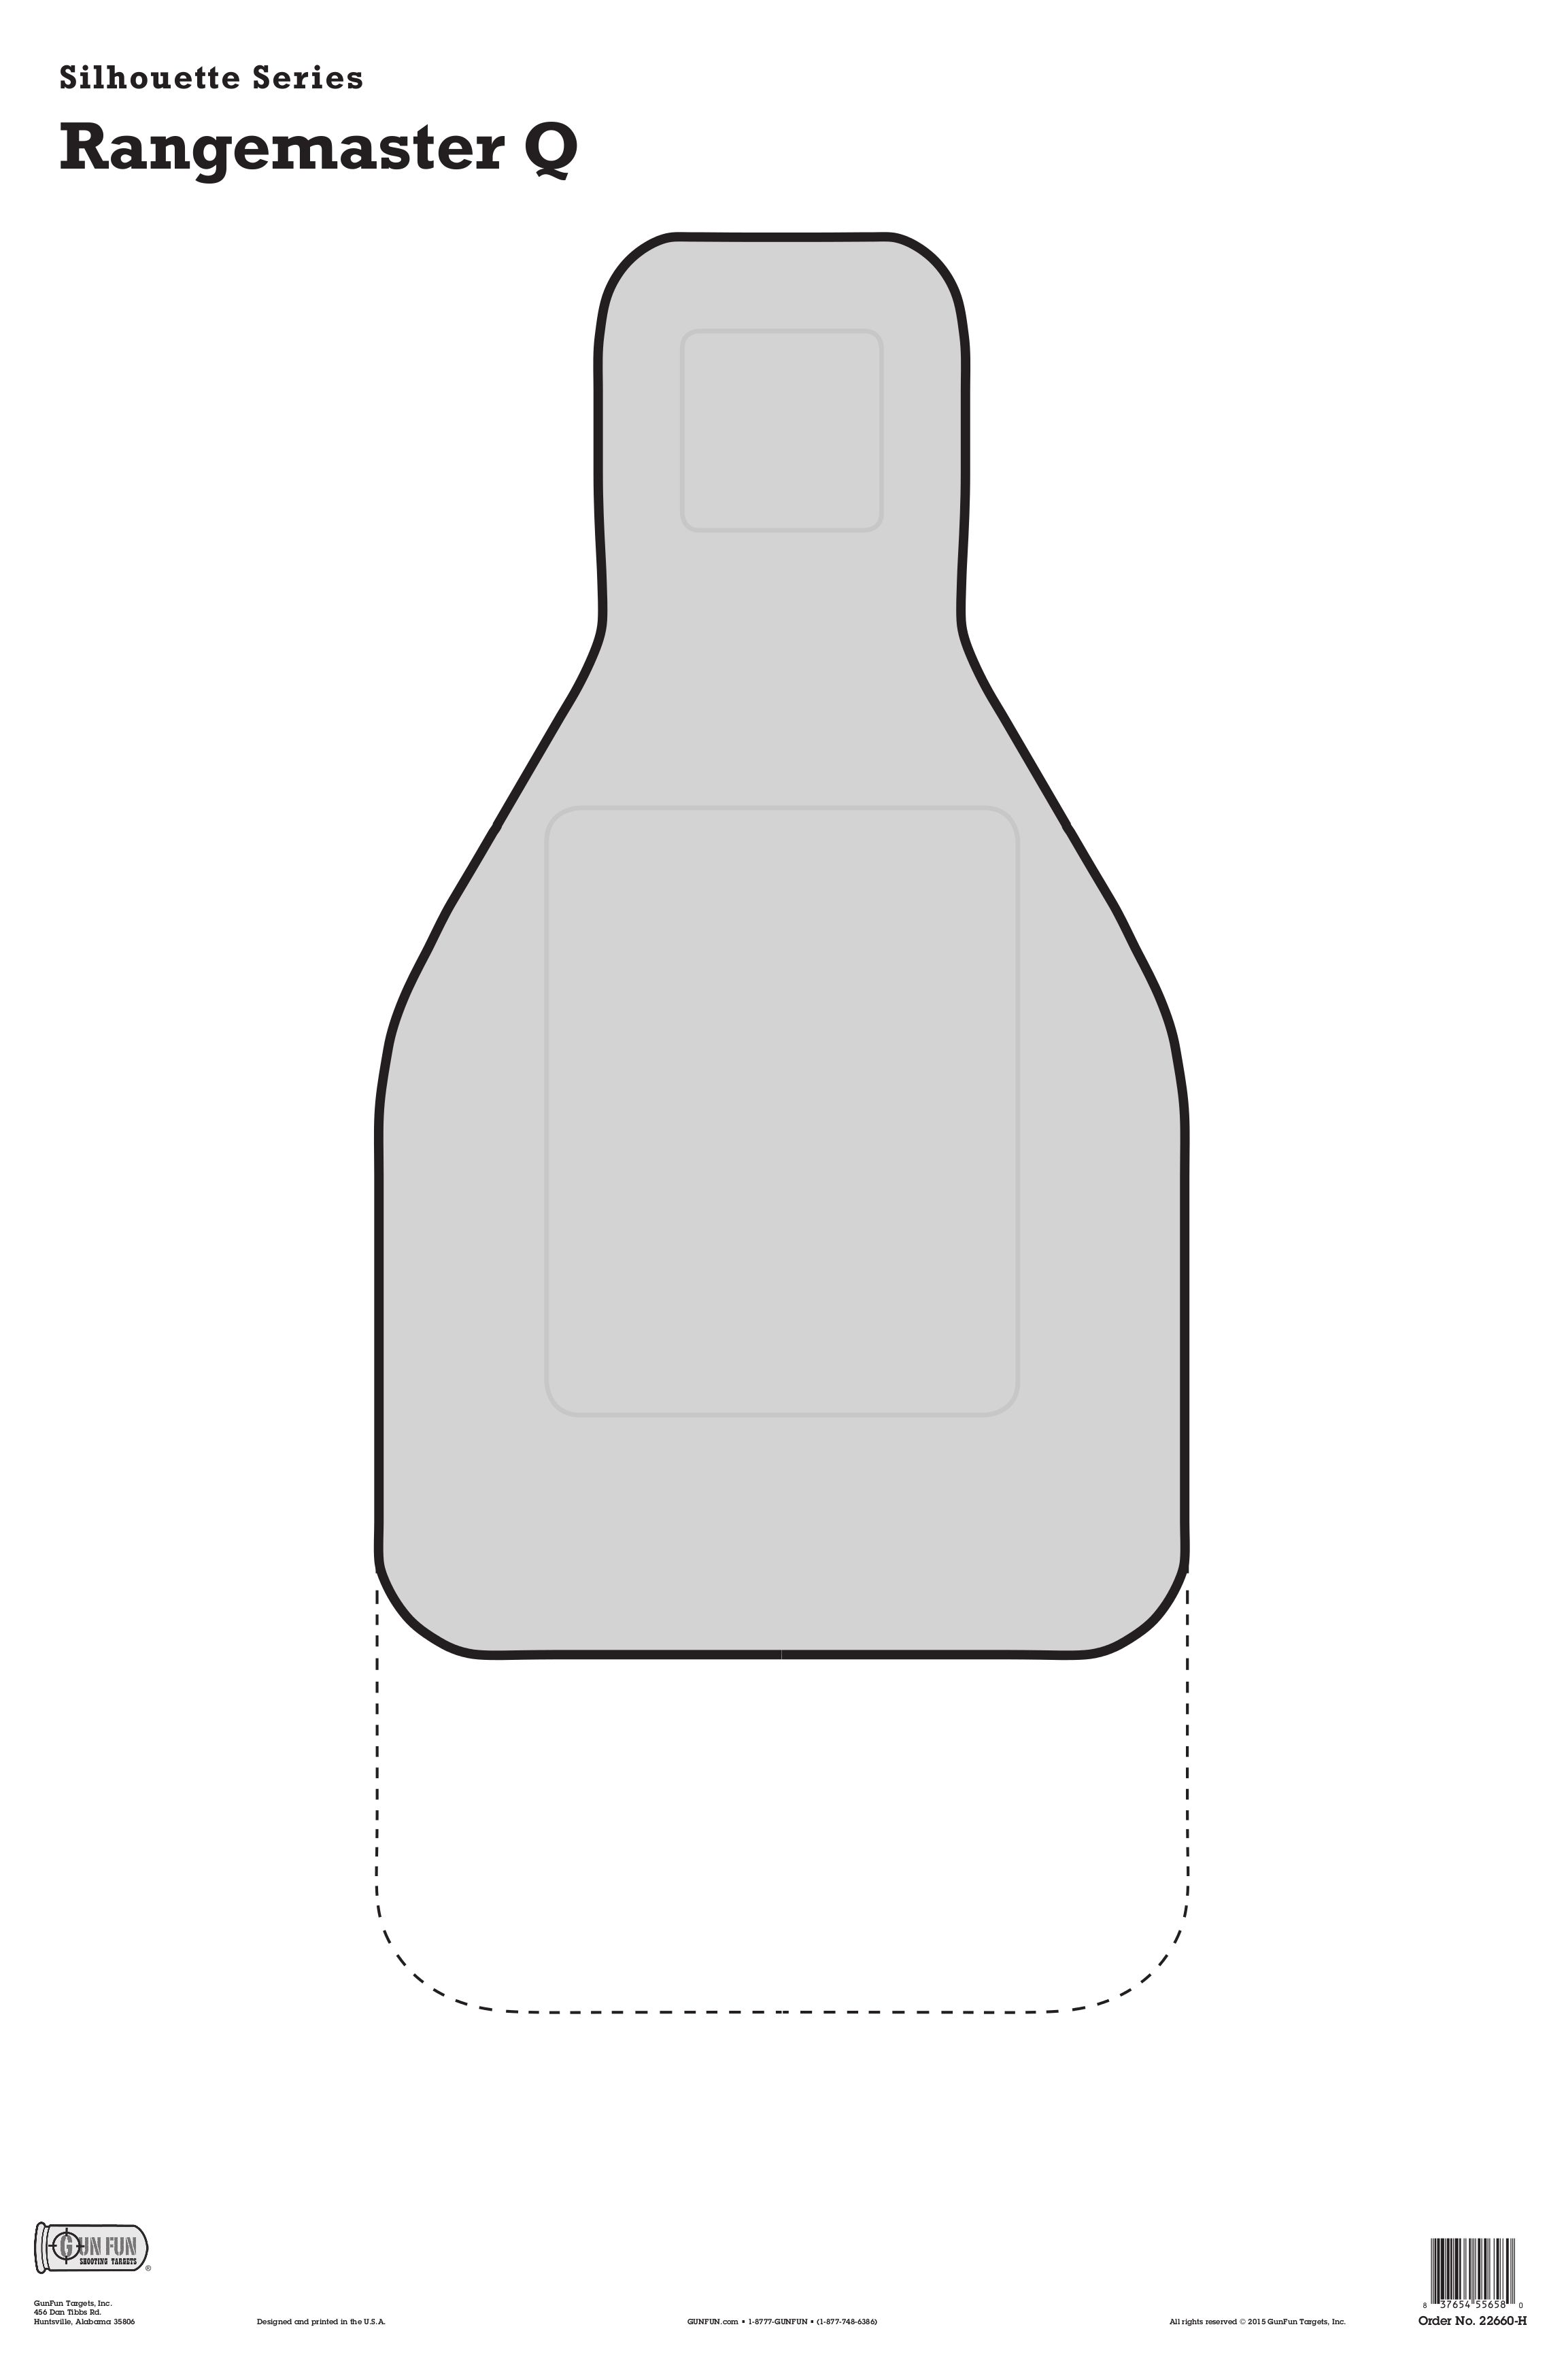 Silhouette Series
Rangemaster Q
GUN FUN
SHOOTING TARGETS
®
GunFun Targets, Inc.
456 Dan Tibbs Rd.
Huntsville, Alabama 35806
Designed and printed in the U.S.A.
GUNFUN.com • 1-8777-GUNFUN • (1-877-748-6386)
All rights reserved © 2015 GunFun Targets, Inc.
8 37654 55658 0
Order No. 22660-H